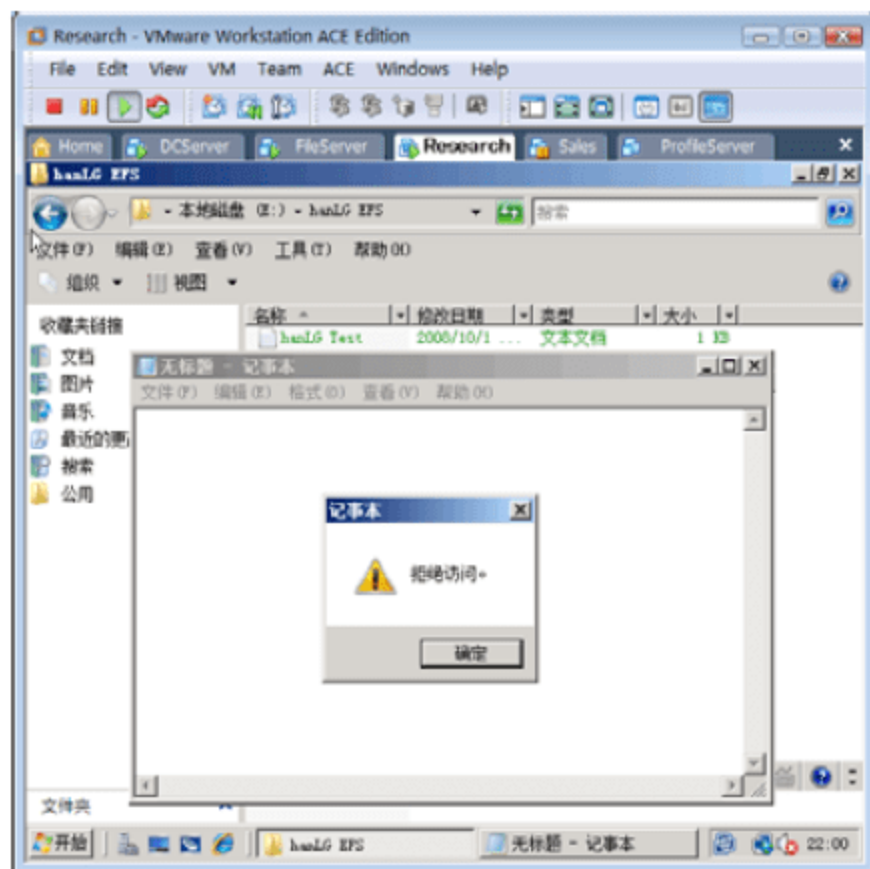 Research - VMware Workstation ACE Edition
File Edit View VM Team ACE Windows Help
Home DCServer FileServer Research Sales ProfileServer
hanLG EFS
本地磁盘 (E:) - hanLG EFS 搜索
文件(F) 编辑(E) 查看(V) 工具(T) 帮助(H)
组织 视图
收藏夹链接 名称 修改日期 类型 大小
hanLG Test 2008/10/1 ... 文本文档 1 KB
文档
图片
音乐
最近的更
搜索
公用
无标题 - 记事本
文件(F) 编辑(E) 格式(O) 查看(V) 帮助(H)
记事本
拒绝访问。
确定
文件夹
开始 hanLG EFS 无标题 - 记事本 22:00